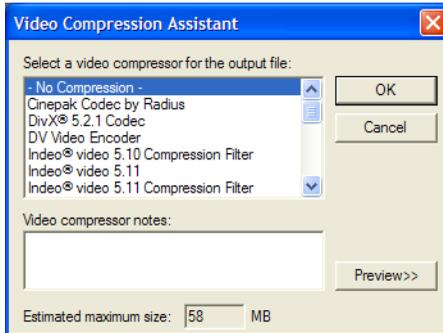 Video Compression Assistant
Select a video compressor for the output file:
- No Compression -
Cinepak Codec by Radius
DivX® 5.2.1 Codec
DV Video Encoder
Indeo® video 5.10 Compression Filter
Indeo® video 5.11
Indeo® video 5.11 Compression Filter
OK
Cancel
Video compressor notes:
Preview>>
Estimated maximum size: 58 MB